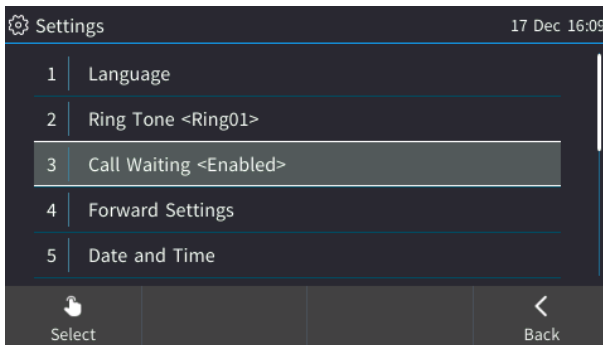 Settings 17 Dec 16:09
1 Language
2 Ring Tone <Ring01>
3 Call Waiting <Enabled>
4 Forward Settings
5 Date and Time
Select Back